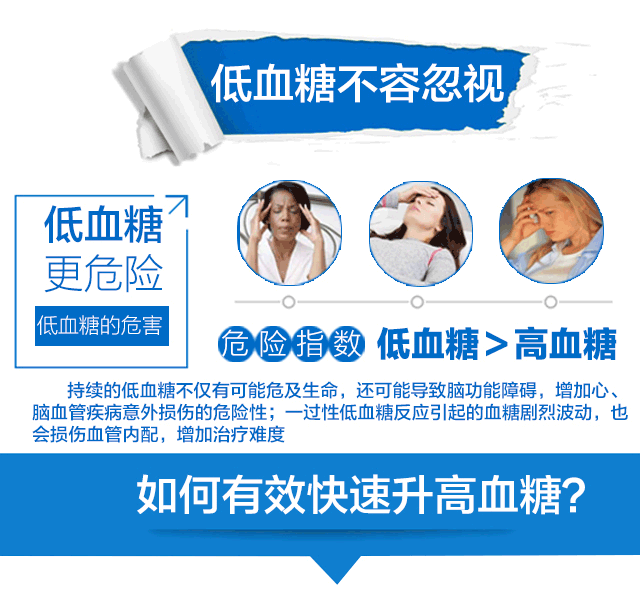 低血糖不容忽视
低血糖
更危险
低血糖的危害
危险指数 低血糖＞高血糖
持续的低血糖不仅有可能危及生命，还可能导致脑功能障碍，增加心、
脑血管疾病意外损伤的危险性；一过性低血糖反应引起的血糖剧烈波动，也
会损伤血管内配，增加治疗难度
如何有效快速升高血糖？